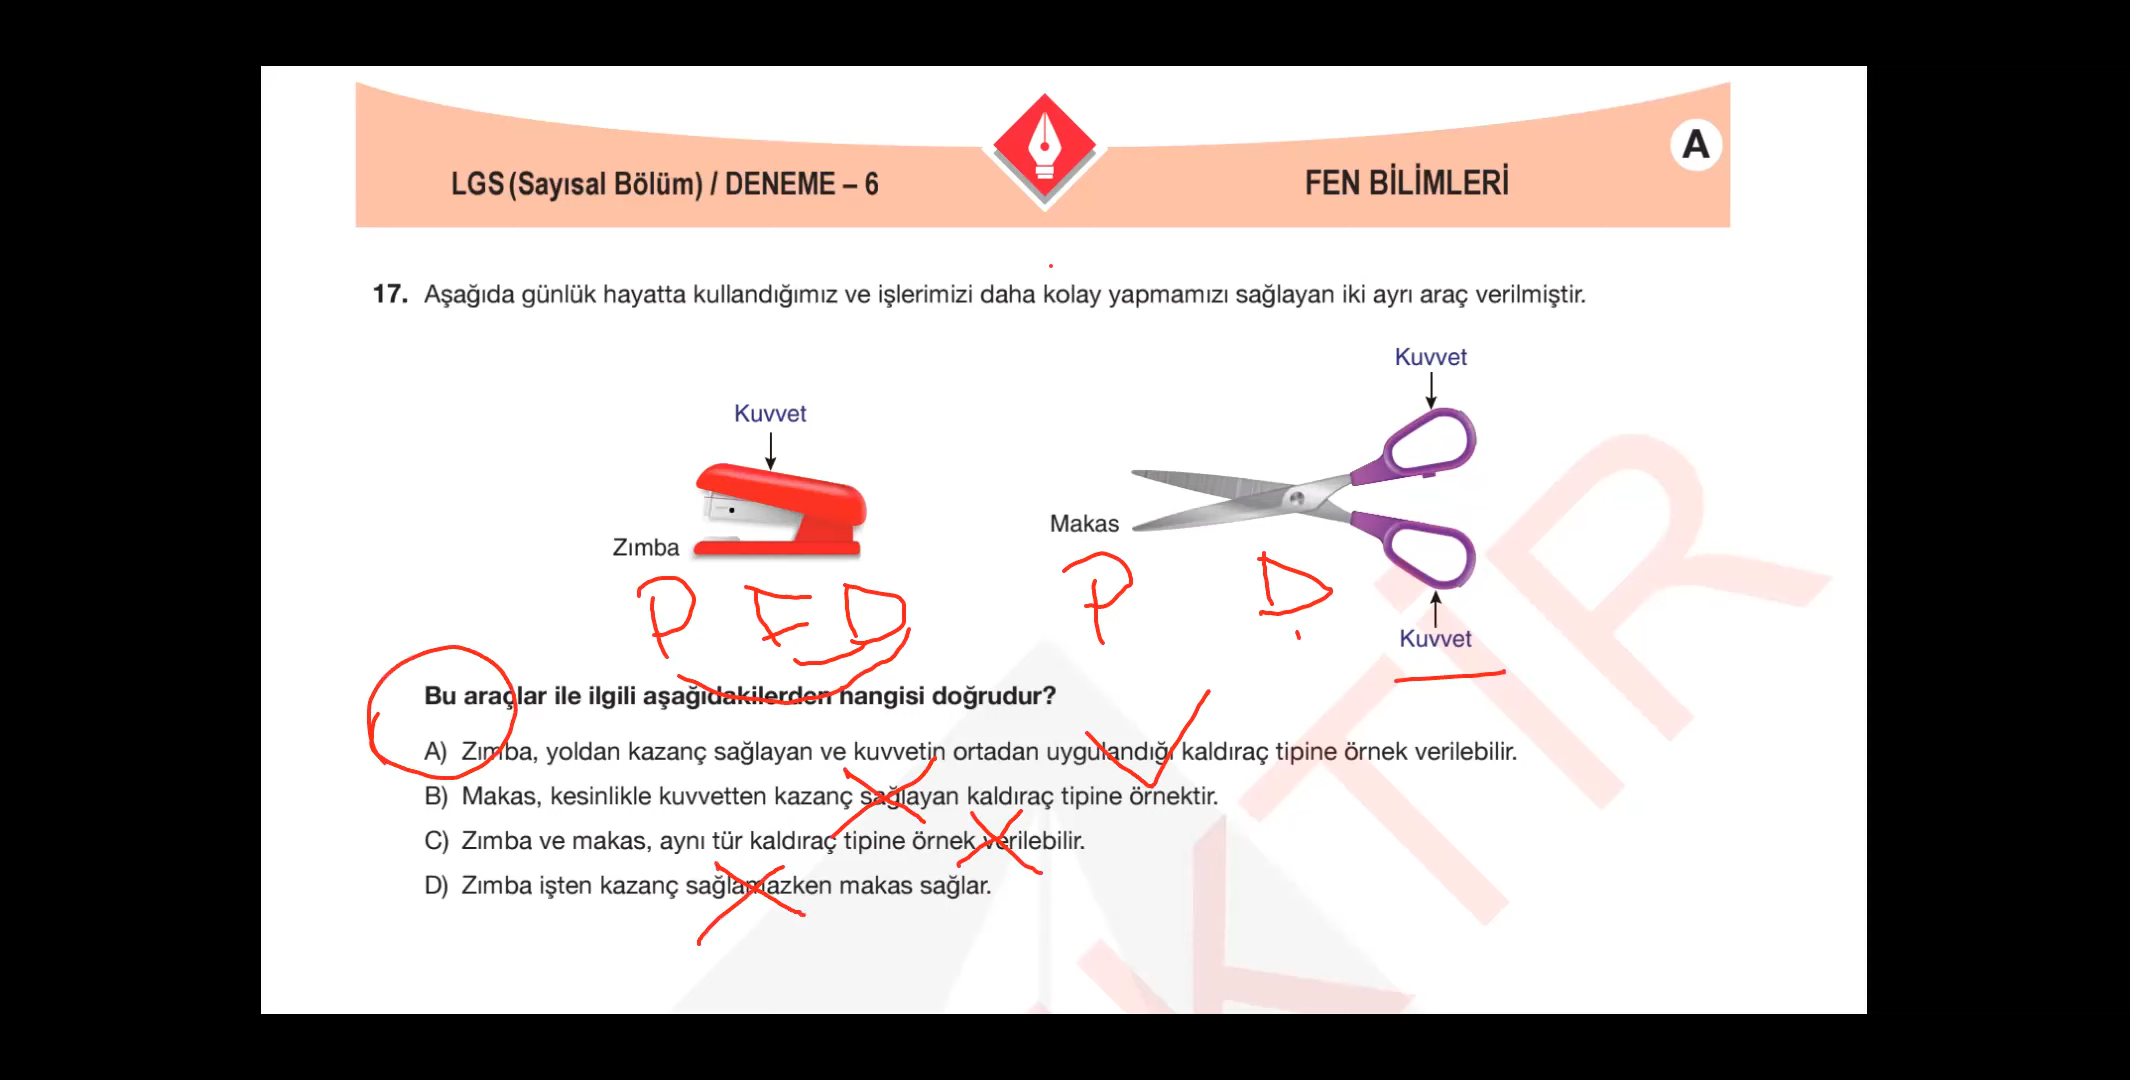 A
LGS (Sayısal Bölüm) / DENEME – 6
FEN BİLİMLERİ
17. Aşağıda günlük hayatta kullandığımız ve işlerimizi daha kolay yapmamızı sağlayan iki ayrı araç verilmiştir.
Kuvvet
Kuvvet
Zımba
Makas
P E D
P D
Kuvvet
Bu araçlar ile ilgili aşağıdakilerden hangisi doğrudur?
A) Zımba, yoldan kazanç sağlayan ve kuvvetin ortadan uygulandığı kaldıraç tipine örnek verilebilir.
B) Makas, kesinlikle kuvvetten kazanç sağlayan kaldıraç tipine örnektir.
C) Zımba ve makas, aynı tür kaldıraç tipine örnek verilebilir.
D) Zımba işten kazanç sağlamazken makas sağlar.
KTİR